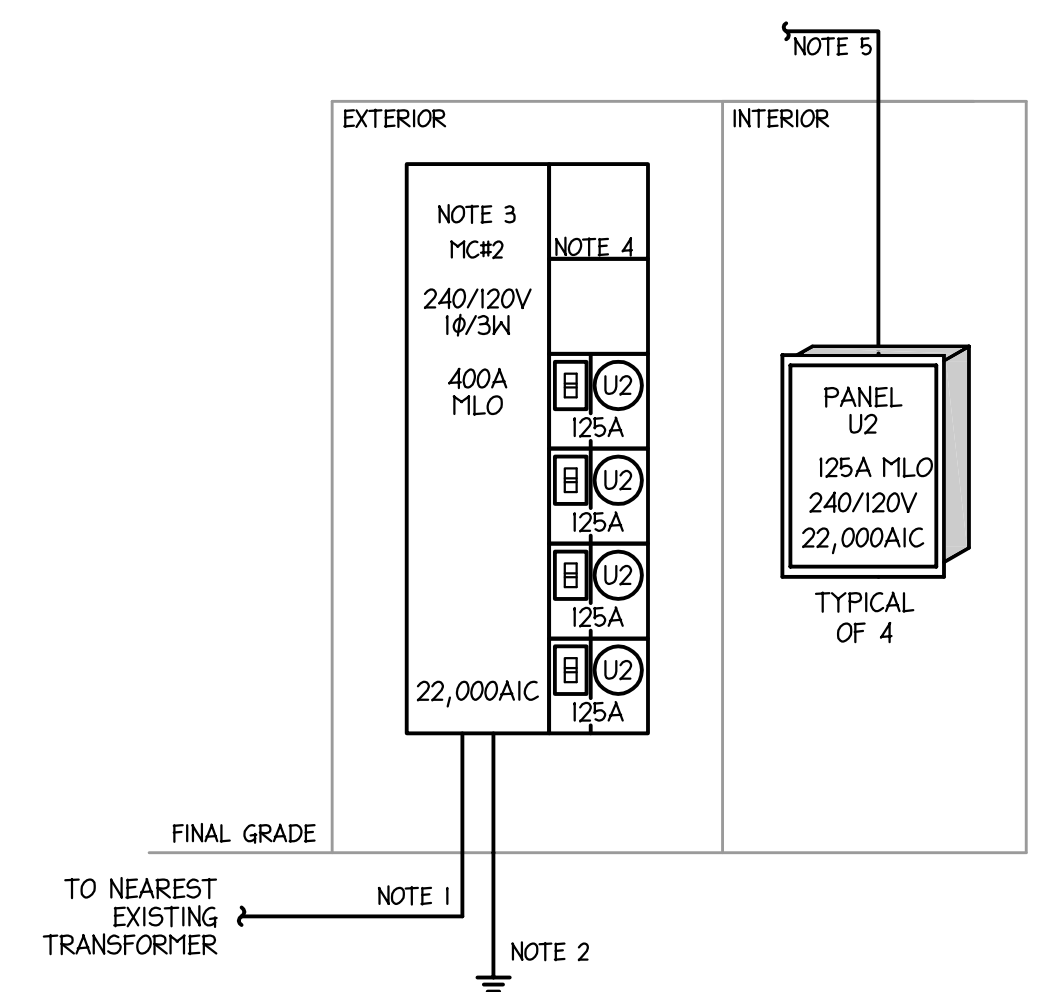 NOTE 5
EXTERIOR
INTERIOR
NOTE 3
MC#2
240/120V
1ϕ/3W
400A
MLO
22,000AIC
NOTE 4
U2
125A
U2
125A
U2
125A
U2
125A
PANEL
U2
125A MLO
240/120V
22,000AIC
TYPICAL
OF 4
FINAL GRADE
TO NEAREST
EXISTING
TRANSFORMER
NOTE 1
NOTE 2